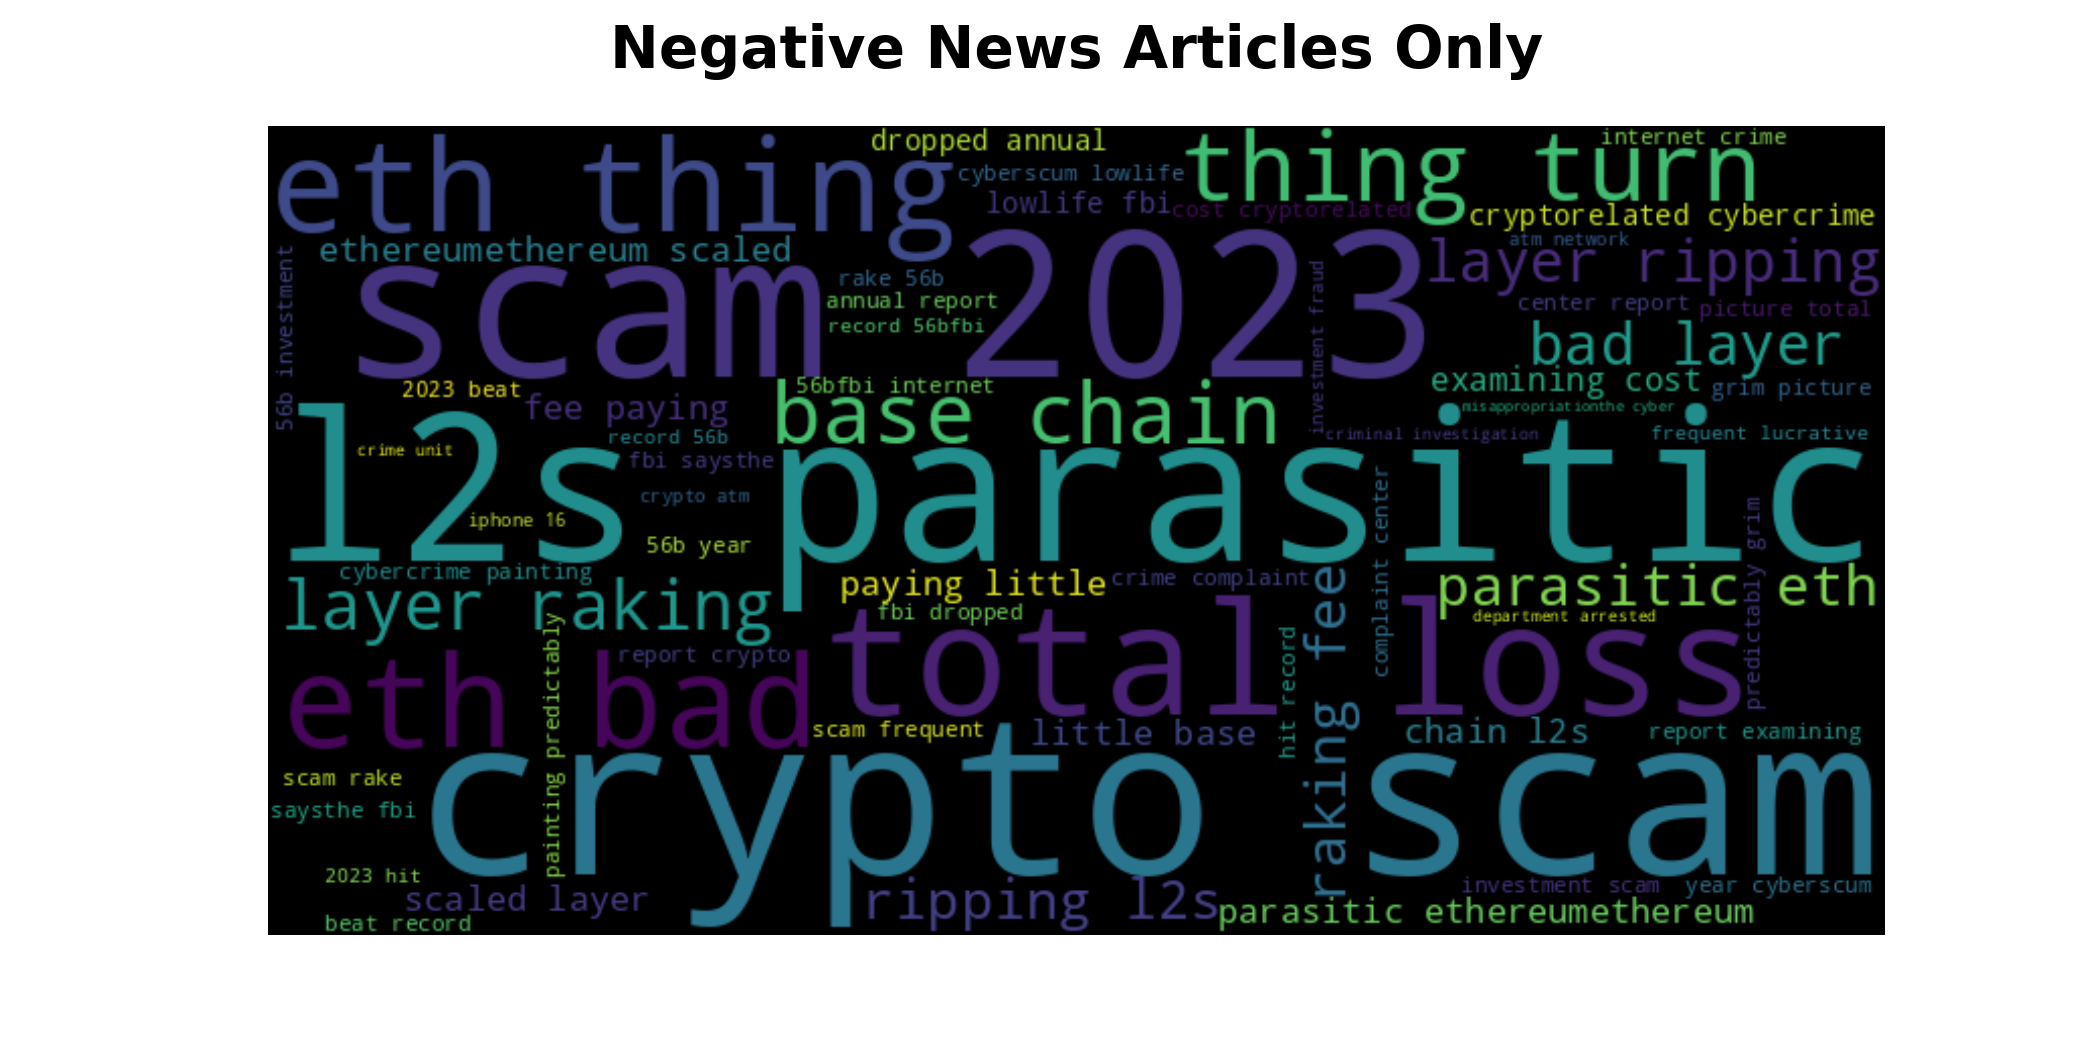 Negative News Articles Only
dropped annual
internet crime
eth thing
thing turn
cyberscum lowlife
lowlife fbi
cost cryptorelated
cryptorelated cybercrime
ethereumethereum scaled
atm network
layer ripping
scam 2023
rake 56b
annual report
record 56bfbi
center report
picture total
56b investment
investment fraud
bad layer
examining cost
grim picture
2023 beat
fee paying
56bfbi internet
base chain
misappropriationthe cyber
record 56b
criminal investigation
frequent lucrative
crime unit
fbi saysthe
l2s parasitic
crypto atm
iphone 16
56b year
complaint center
predictably grim
cybercrime painting
layer raking
paying little
crime complaint
parasitic eth
fbi dropped
department arrested
total loss
report crypto
eth bad
hit record
raking fee
painting predictably
scam frequent
little base
chain l2s
report examining
scam rake
saysthe fbi
crypto scam
2023 hit
scaled layer
ripping l2s
investment scam
year cyberscum
beat record
parasitic ethereumethereum